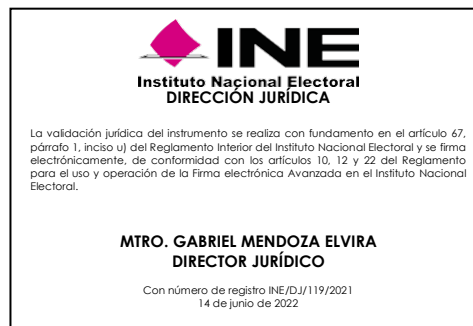 INE
Instituto Nacional Electoral
DIRECCIÓN JURÍDICA
La validación jurídica del instrumento se realiza con fundamento en el artículo 67,
párrafo 1, inciso u) del Reglamento Interior del Instituto Nacional Electoral y se firma
electrónicamente, de conformidad con los artículos 10, 12 y 22 del Reglamento
para el uso y operación de la Firma electrónica Avanzada en el Instituto Nacional
Electoral.
MTRO. GABRIEL MENDOZA ELVIRA
DIRECTOR JURÍDICO
Con número de registro INE/DJ/119/2021
14 de junio de 2022